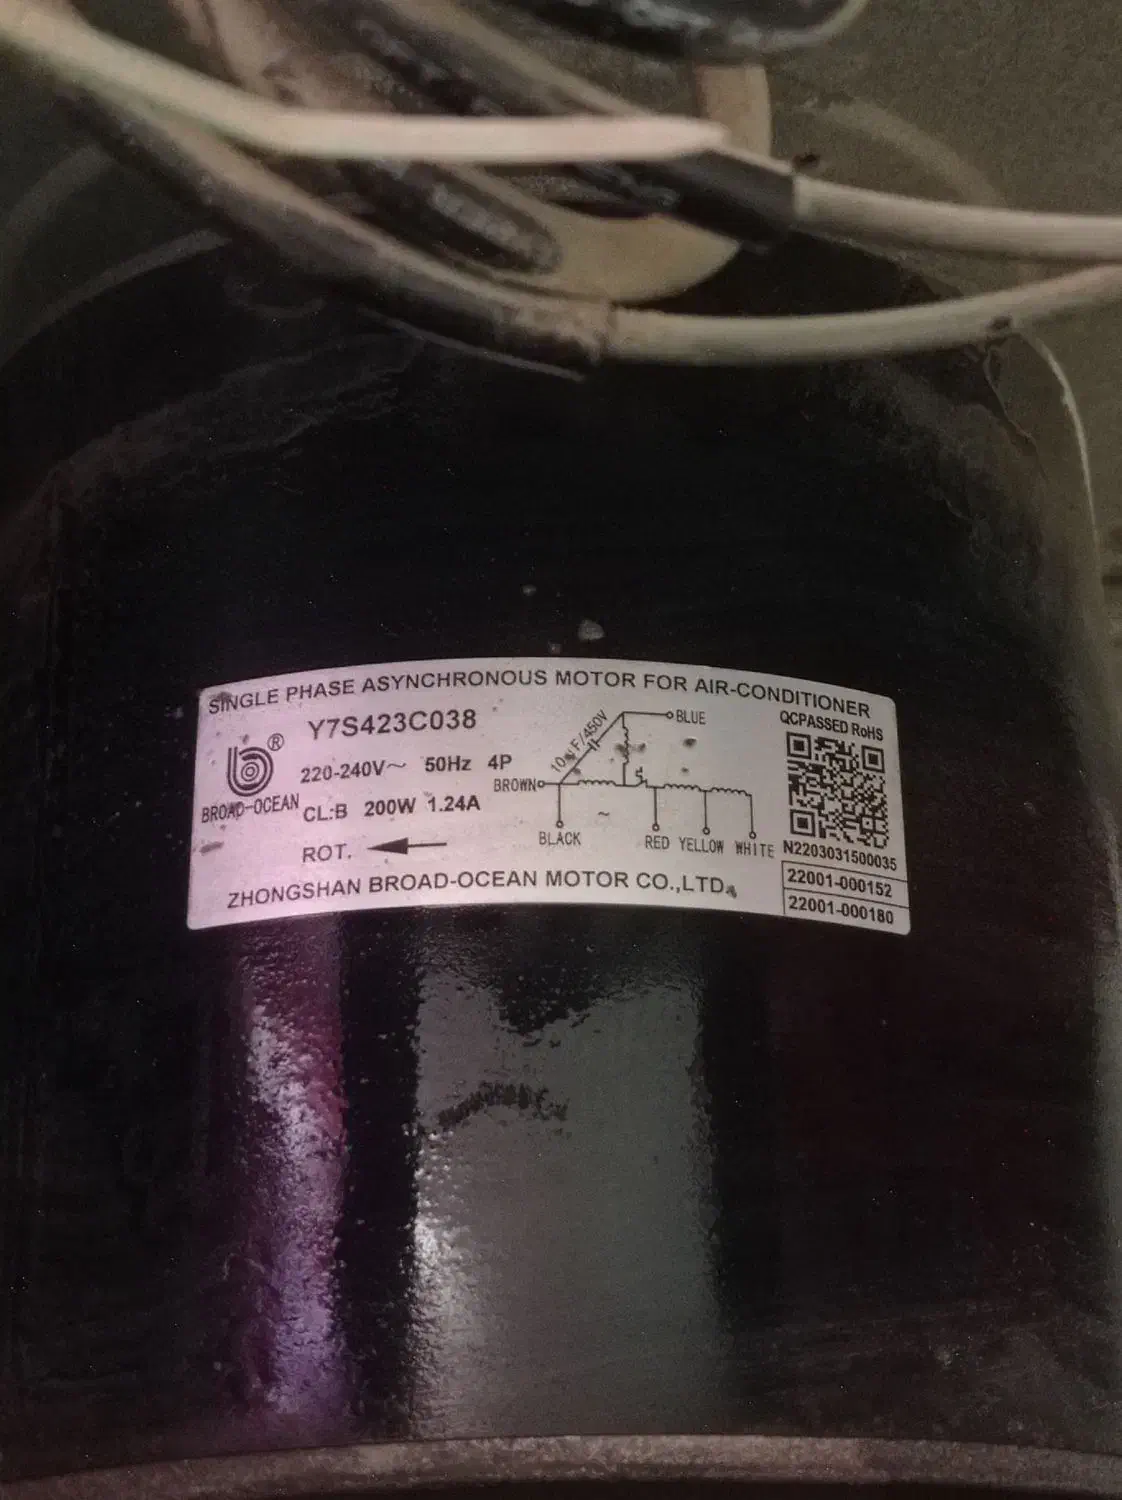 SINGLE PHASE ASYNCHRONOUS MOTOR FOR AIR-CONDITIONER
Y7S423C038
®
BROAD-OCEAN
220-240V～ 50Hz 4P
CL:B 200W 1.24A
ROT.
ZHONGSHAN BROAD-OCEAN MOTOR CO.,LTD.
10μF/450V
BLUE
BROWN
～
BLACK
RED YELLOW WHITE
QCPASSED RoHS
N2203031500035
22001-000152
22001-000180